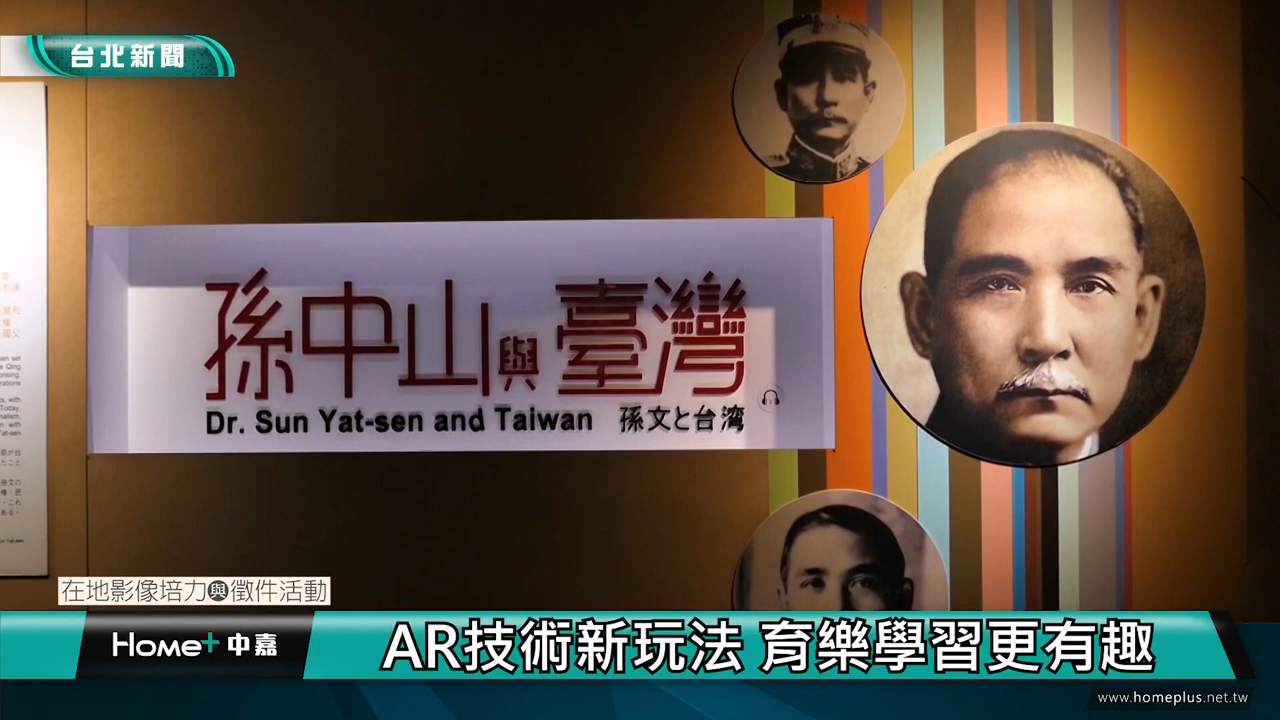 台北新聞
孫中山與臺灣
Dr. Sun Yat-sen and Taiwan 孫文と台湾
在地影像培力與徵件活動
Home+中嘉
AR技術新玩法 育樂學習更有趣
www.homeplus.net.tw